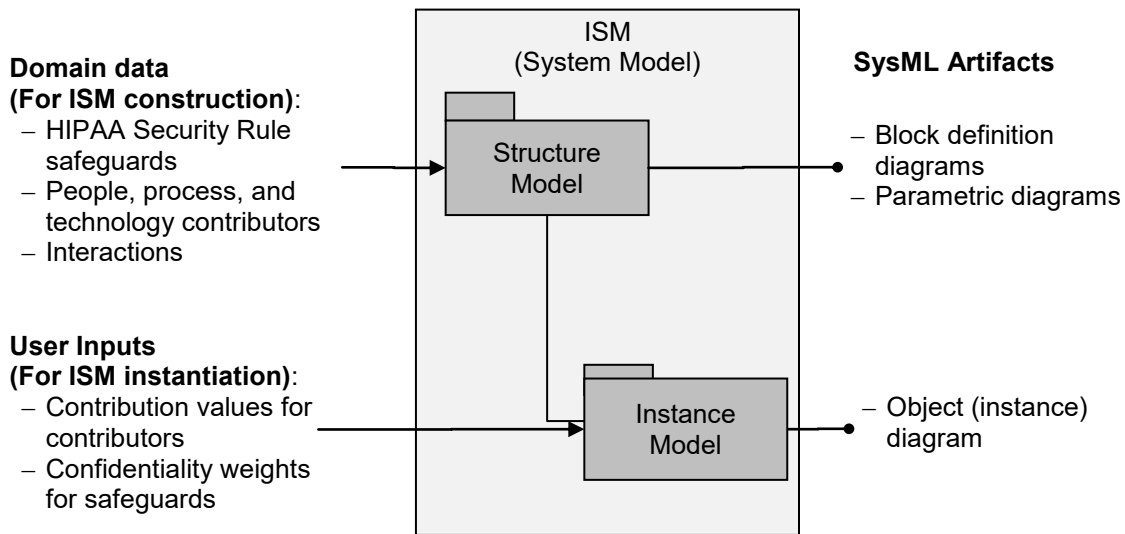 ISM
(System Model)
Domain data
(For ISM construction):
– HIPAA Security Rule
safeguards
– People, process, and
technology contributors
– Interactions
Structure
Model
SysML Artifacts
– Block definition
diagrams
– Parametric diagrams
User Inputs
(For ISM instantiation):
– Contribution values for
contributors
– Confidentiality weights
for safeguards
Instance
Model
– Object (instance)
diagram